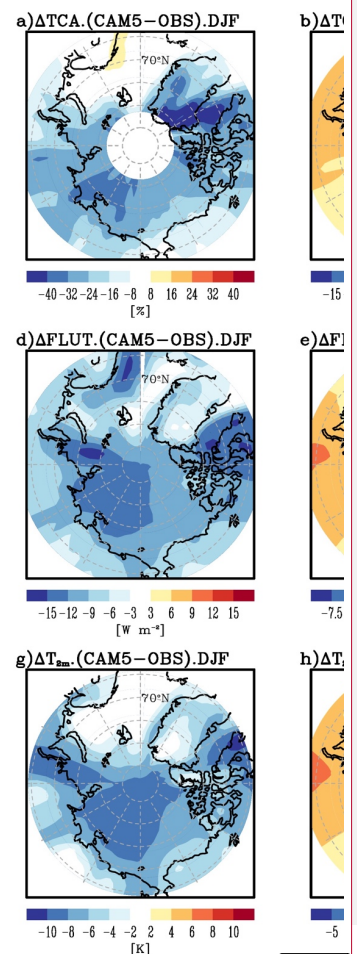 a)ΔTCA.(CAM5−OBS).DJF
b)ΔTC
70°N
-40 -32 -24 -16 -8 8 16 24 32 40
[%]
-15
d)ΔFLUT.(CAM5−OBS).DJF
e)ΔF
70°N
-15 -12 -9 -6 -3 3 6 9 12 15
[W m⁻²]
-7.5
g)ΔT₂ₘ.(CAM5−OBS).DJF
h)ΔT
70°N
-10 -8 -6 -4 -2 2 4 6 8 10
[K]
-5